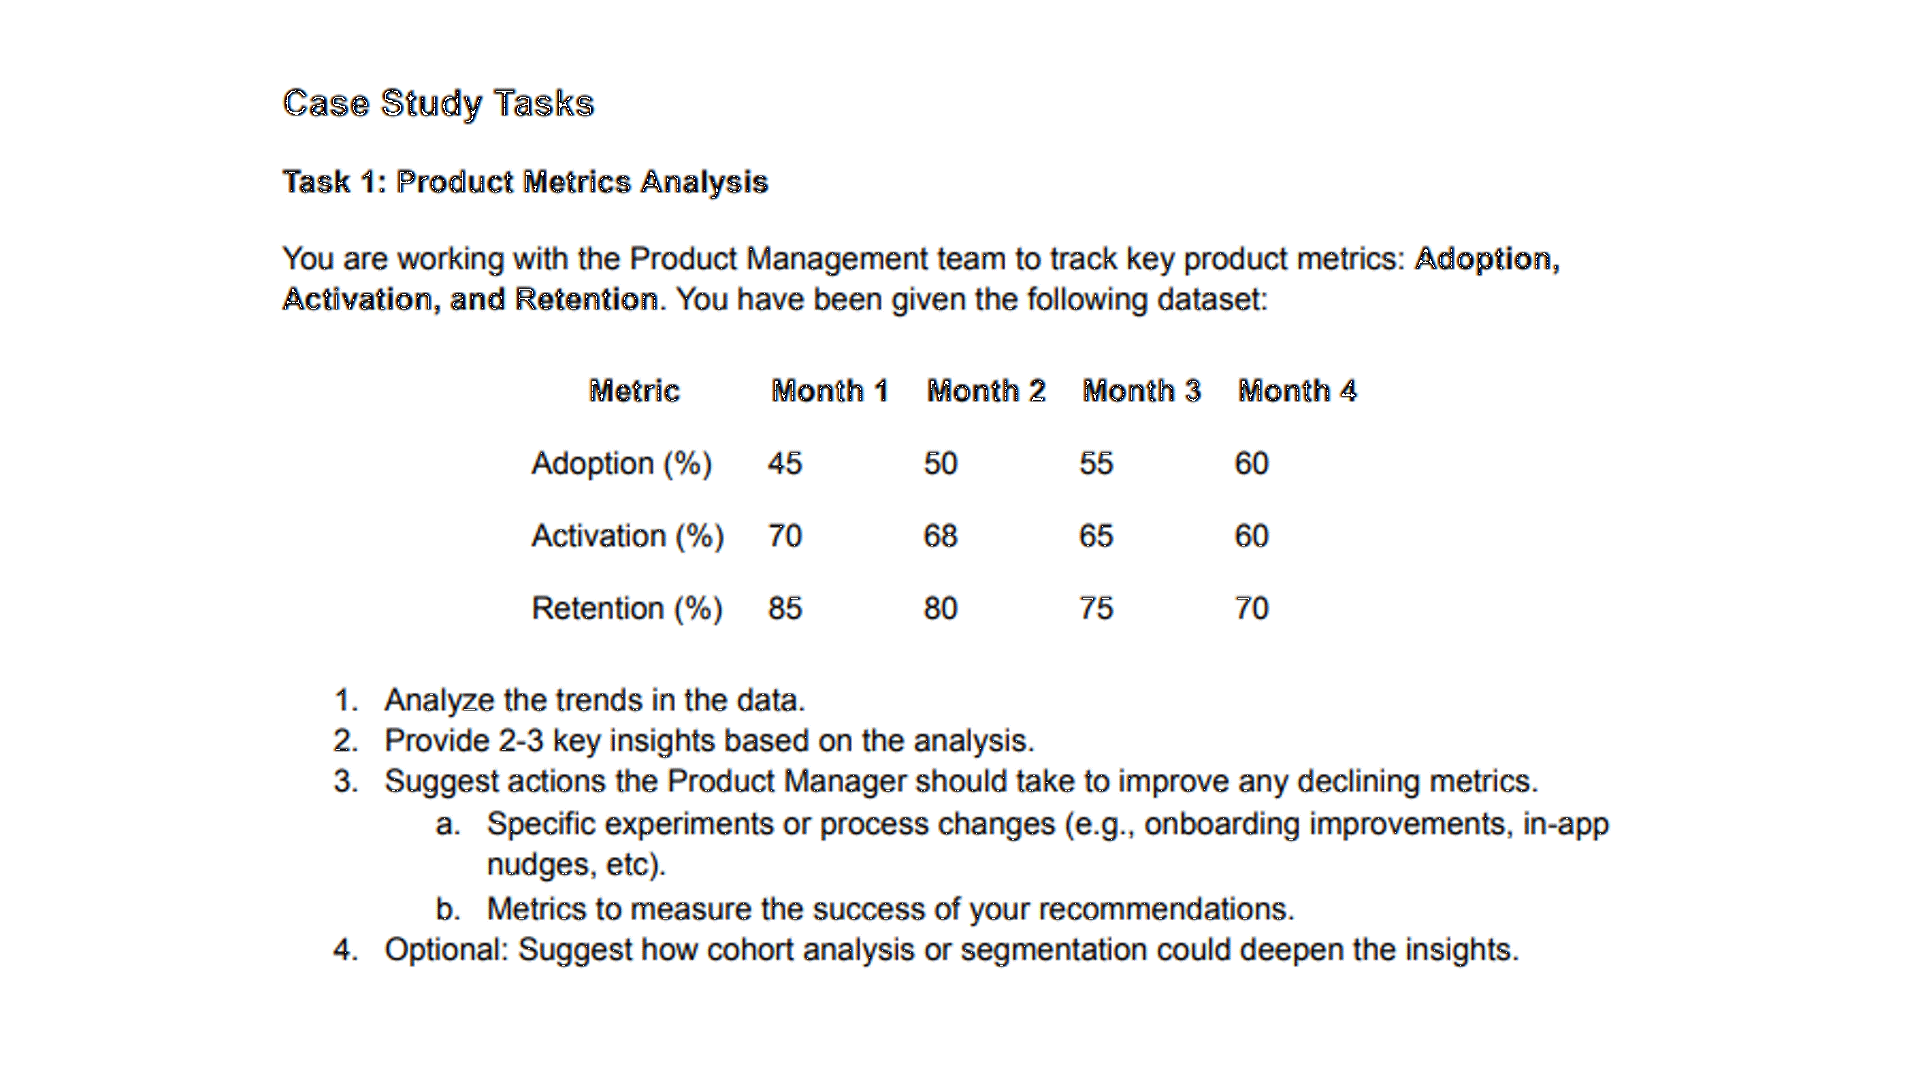 Case Study Tasks
Task 1: Product Metrics Analysis
You are working with the Product Management team to track key product metrics: Adoption,
Activation, and Retention. You have been given the following dataset:
Metric Month 1 Month 2 Month 3 Month 4
Adoption (%) 45 50 55 60
Activation (%) 70 68 65 60
Retention (%) 85 80 75 70
1. Analyze the trends in the data.
2. Provide 2-3 key insights based on the analysis.
3. Suggest actions the Product Manager should take to improve any declining metrics.
a. Specific experiments or process changes (e.g., onboarding improvements, in-app
nudges, etc).
b. Metrics to measure the success of your recommendations.
4. Optional: Suggest how cohort analysis or segmentation could deepen the insights.